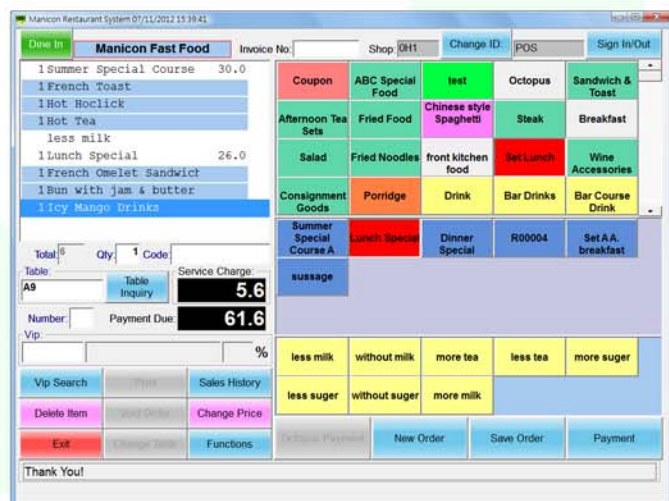 Manicon Restaurant System 07/11/2012 15:39:41
Dine In
Manicon Fast Food
Invoice No:
Shop: 0H1
Change ID:
POS
Sign In/Out
1 Summer Special Course 30.0
1 French Toast
1 Hot Hoclick
1 Hot Tea
less milk
1 Lunch Special 26.0
1 French Omelet Sandwich
1 Bun with jam & butter
1 Icy Mango Drinks
Total: 6 Qty: 1 Code:
Table: A9
Table Inquiry
Service Charge: 5.6
Number:
Payment Due: 61.6
Vip:
%
Vip Search
Print
Sales History
Delete Item
Void Order
Change Price
Exit
Change Table
Functions
Coupon
ABC Special Food
test
Octopus
Sandwich & Toast
Afternoon Tea Sets
Fried Food
Chinese style Spaghetti
Steak
Breakfast
Salad
Fried Noodles
front kitchen food
Set Lunch
Wine Accessories
Consignment Goods
Porridge
Drink
Bar Drinks
Bar Course Drink
Summer Special Course A
Lunch Special
Dinner Special
R00004
Set AA. breakfast
sussage
less milk
without milk
more tea
less tea
more suger
less suger
without suger
more milk
Octopus Payment
New Order
Save Order
Payment
Thank You!